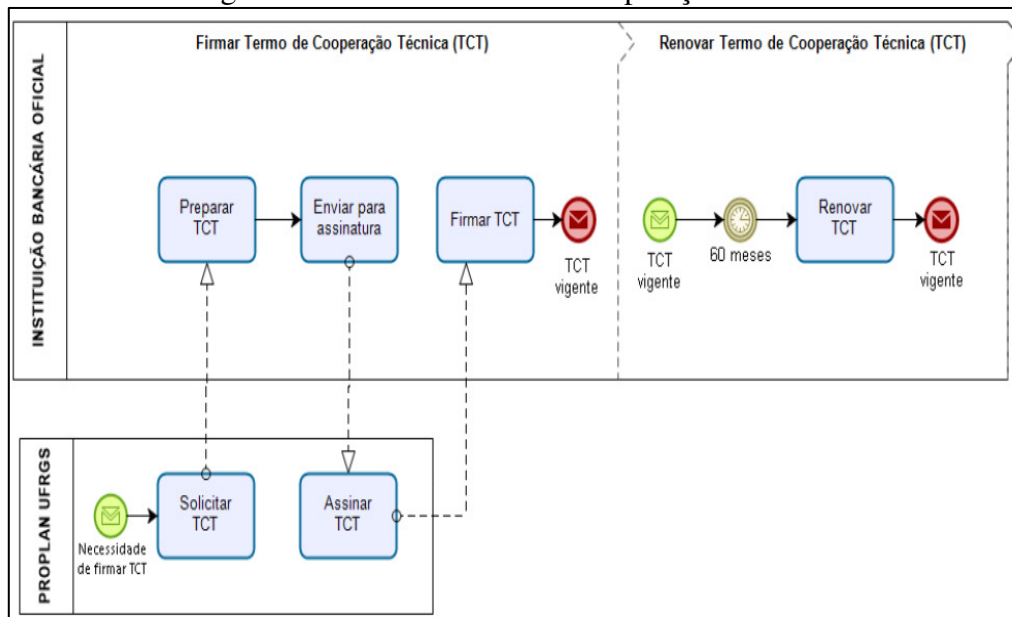 Firmar Termo de Cooperação Técnica (TCT)
Renovar Termo de Cooperação Técnica (TCT)
INSTITUIÇÃO BANCÁRIA OFICIAL
Preparar
TCT
Enviar para
assinatura
Firmar TCT
TCT
vigente
TCT
vigente
60 meses
Renovar
TCT
TCT
vigente
PROPLAN UFRGS
Necessidade
de firmar TCT
Solicitar
TCT
Assinar
TCT